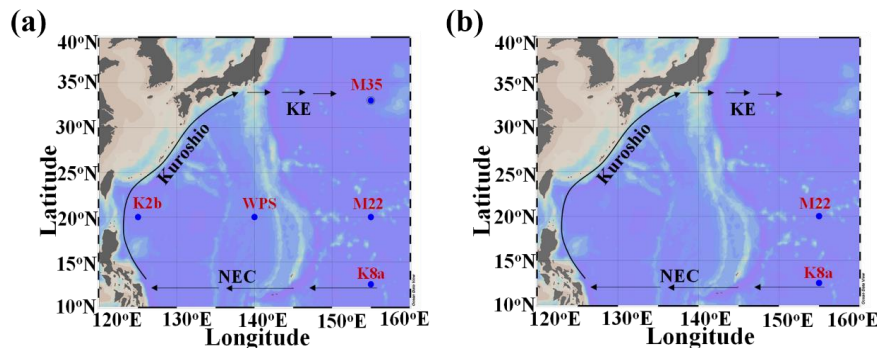 (a)
40°N
35°N
30°N
25°N
20°N
15°N
10°N
Latitude
120°E
130°E
140°E
150°E
160°E
Longitude
M35
KE
Kuroshio
K2b
WPS
M22
NEC
K8a
(b)
40°N
35°N
30°N
25°N
20°N
15°N
10°N
Latitude
120°E
130°E
140°E
150°E
160°E
Longitude
KE
Kuroshio
M22
NEC
K8a